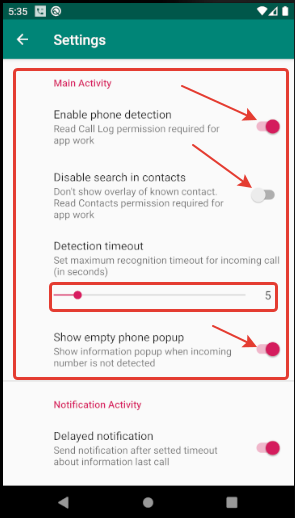 5:35
Settings
Main Activity
Enable phone detection
Read Call Log permission required for
app work
Disable search in contacts
Don't show overlay of known contact.
Read Contacts permission required for
app work
Detection timeout
Set maximum recognition timeout for incoming call
(in seconds)
5
Show empty phone popup
Show information popup when incoming
number is not detected
Notification Activity
Delayed notification
Send notification after setted timeout
about information last call